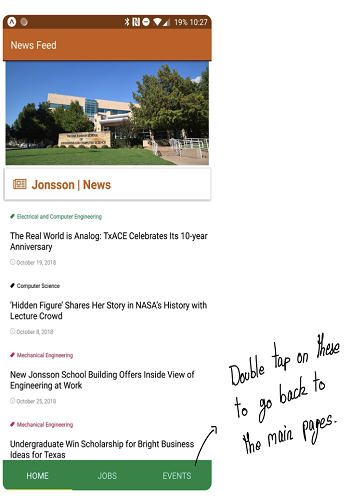 19% 10:27
News Feed
Jonsson | News
Electrical and Computer Engineering
The Real World is Analog: TxACE Celebrates Its 10-year
Anniversary
October 19, 2018
Computer Science
'Hidden Figure' Shares Her Story in NASA's History with
Lecture Crowd
October 8, 2018
Mechanical Engineering
New Jonsson School Building Offers Inside View of
Engineering at Work
October 25, 2018
Mechanical Engineering
Undergraduate Win Scholarship for Bright Business
Ideas for Texas
HOME JOBS EVENTS
Double tap on these
to go back to
the main pages.